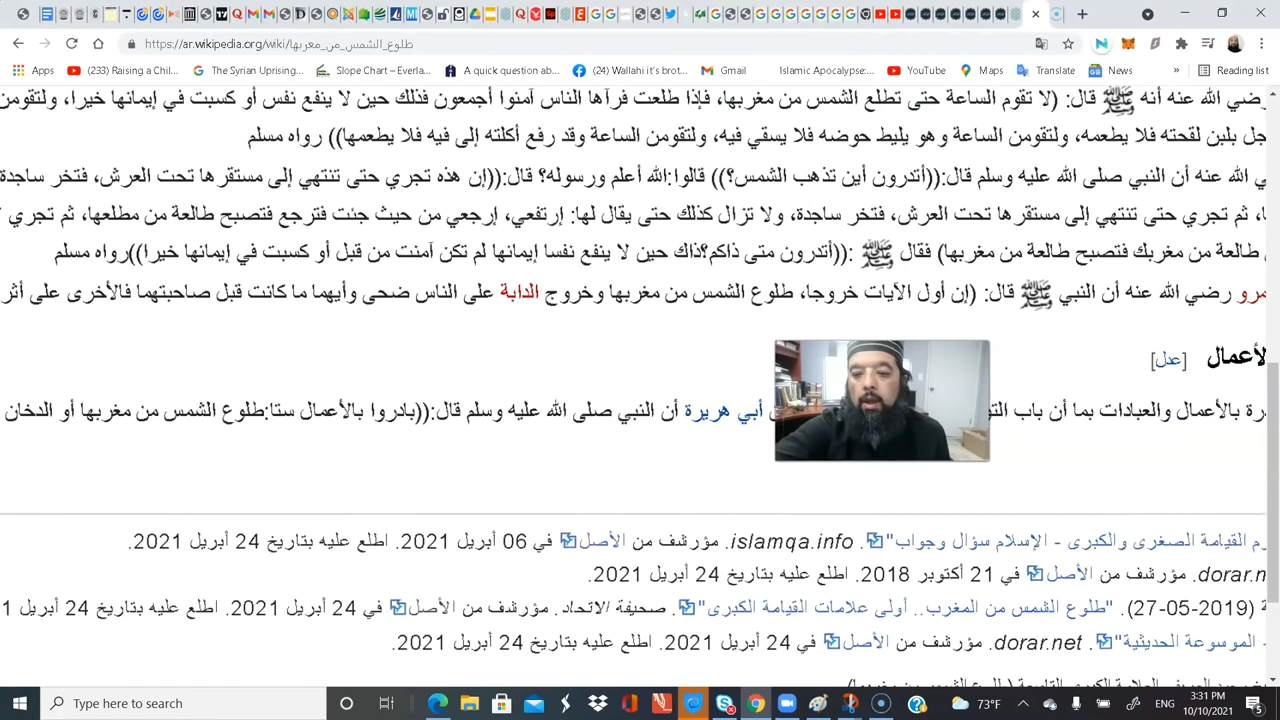 https://ar.wikipedia.org/wiki/طلوع_الشمس_من_مغربها
Apps
(233) Raising a Chil...
The Syrian Uprising...
Slope Chart – Everla...
A quick question ab...
(24) Wallahi it's rot...
Gmail
Islamic Apocalypse:...
YouTube
Maps
Translate
News
»
Reading list
رضي الله عنه أنه ﷺ قال: (لا تقوم الساعة حتى تطلع الشمس من مغربها، فإذا طلعت فرآها الناس آمنوا أجمعون فذلك حين لا ينفع نفس أو كسبت في إيمانها خيرا، ولتقومن
جل بلبن لقحته فلا يطعمه، ولتقومن الساعة وهو يليط حوضه فلا يسقي فيه، ولتقومن الساعة وقد رفع أكلته إلى فيه فلا يطعمها)) رواه مسلم
ي الله عنه أن النبي صلى الله عليه وسلم قال:((أتدرون أين تذهب الشمس؟)) قالوا:الله أعلم ورسوله؟ قال:((إن هذه تجري حتى تنتهي إلى مستقرها تحت العرش، فتخر ساجدة
ا، ثم تجري حتى تنتهي إلى مستقرها تحت العرش، فتخر ساجدة، ولا تزال كذلك حتى يقال لها: إرتفعي، إرجعي من حيث جئت فترجع فتصبح طالعة من مطلعها، ثم تجري
طالعة من مغربك فتصبح طالعة من مغربها) فقال ﷺ :((أتدرون متى ذاكم؟ذاك حين لا ينفع نفسا إيمانها لم تكن آمنت من قبل أو كسبت في إيمانها خيرا))رواه مسلم
مرو رضي الله عنه أن النبي ﷺ قال: (إن أول الآيات خروجا، طلوع الشمس من مغربها وخروج الدابة على الناس ضحى وأيهما ما كانت قبل صاحبتهما فالأخرى على أثر
لأعمال [عدل]
درة بالأعمال والعبادات بما أن باب أبي هريرة أن النبي صلى الله عليه وسلم قال:((بادروا بالأعمال ستا:طلوع الشمس من مغربها أو الدخان
م القيامة الصغرى والكبرى - الإسلام سؤال وجواب" . islamqa.info. مؤرشف من الأصل في 06 أبريل 2021. اطلع عليه بتاريخ 24 أبريل 2021.
dorar.n. مؤرشف من الأصل في 21 أكتوبر 2018. اطلع عليه بتاريخ 24 أبريل 2021.
ة (2019-05-27). "طلوع الشمس من المغرب.. أولى علامات القيامة الكبرى" . صحيفة الاتحاد. مؤرشف من الأصل في 24 أبريل 2021. اطلع عليه بتاريخ 24 أبريل 1
- الموسوعة الحديثية" . dorar.net. مؤرشف من الأصل في 24 أبريل 2021. اطلع عليه بتاريخ 24 أبريل 2021.
Type here to search
73°F
ENG
3:31 PM
10/10/2021
5